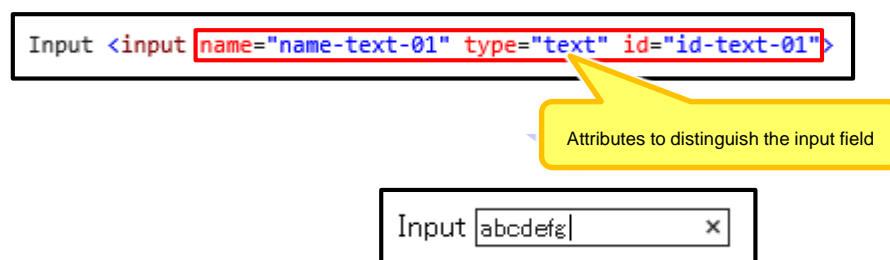 Input <input name="name-text-01" type="text" id="id-text-01">
Attributes to distinguish the input field
Input abcdefg ×